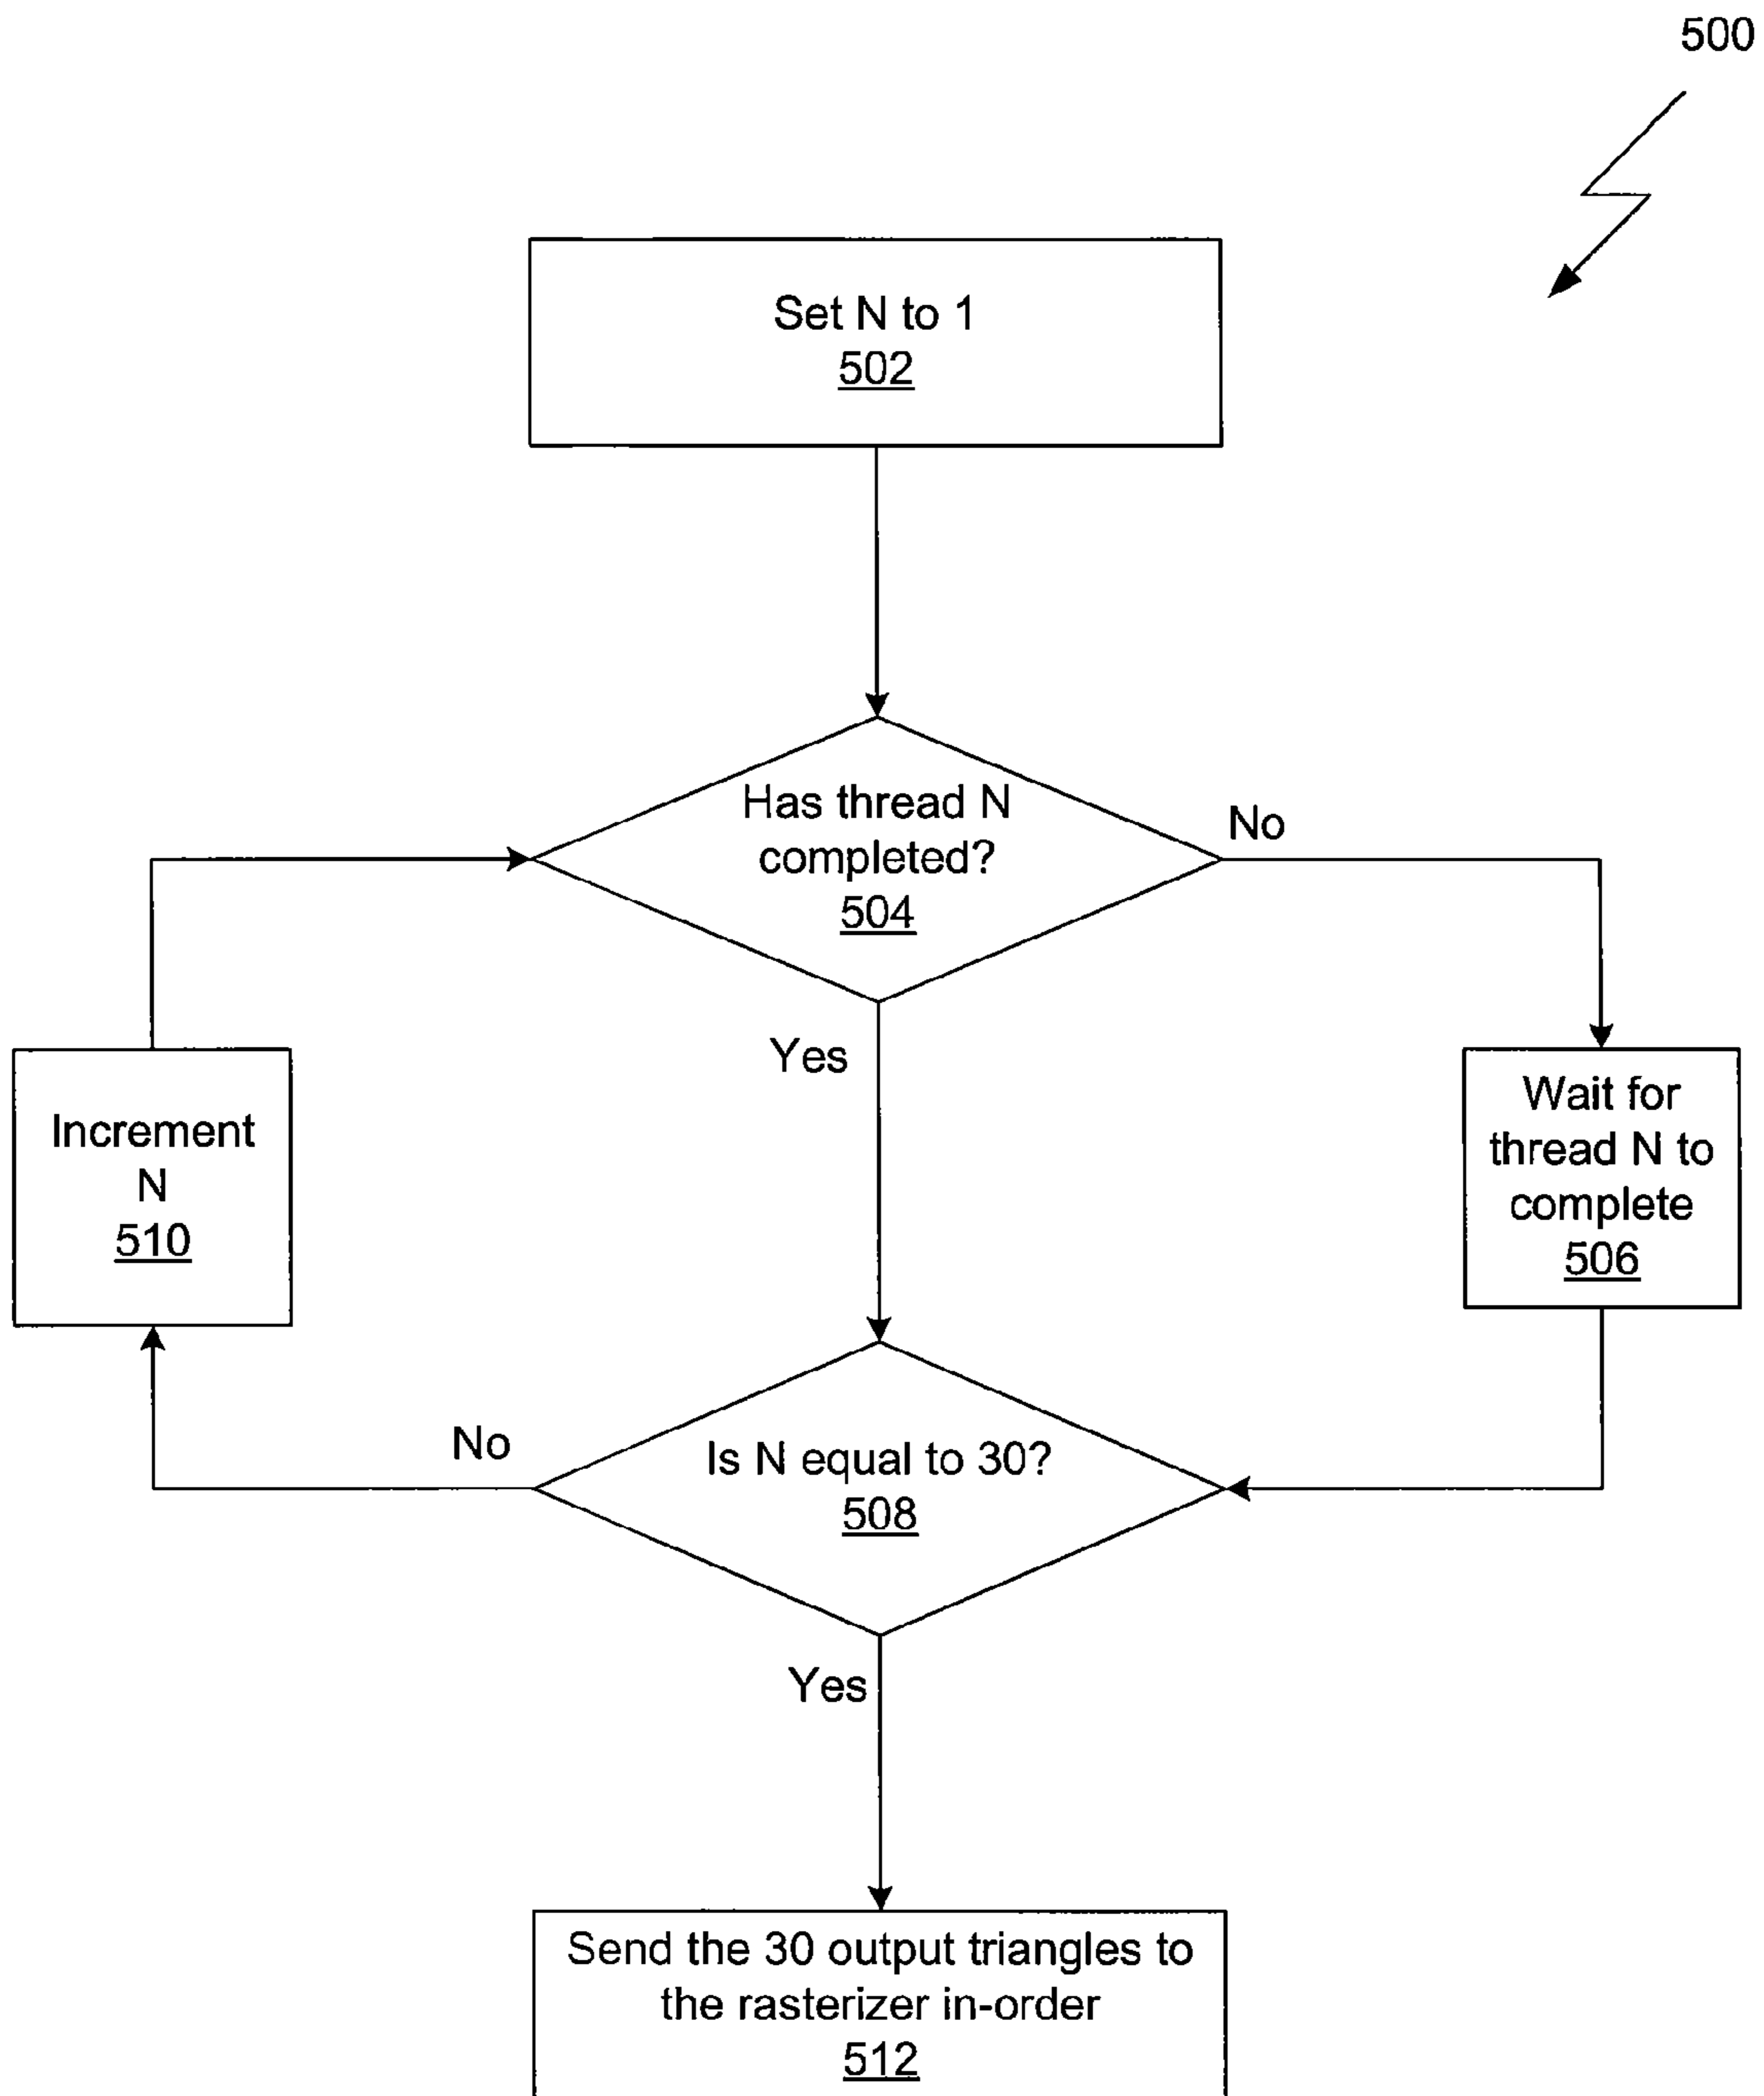 500
Set N to 1
502
Has thread N
completed?
504
No
Yes
Increment
N
510
Wait for
thread N to
complete
506
No
Is N equal to 30?
508
Yes
Send the 30 output triangles to
the rasterizer in-order
512